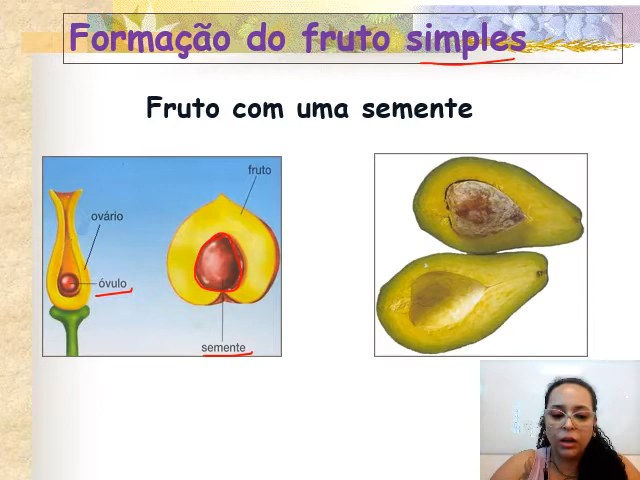 Formação do fruto simples
Fruto com uma semente
fruto
ovário
óvulo
semente